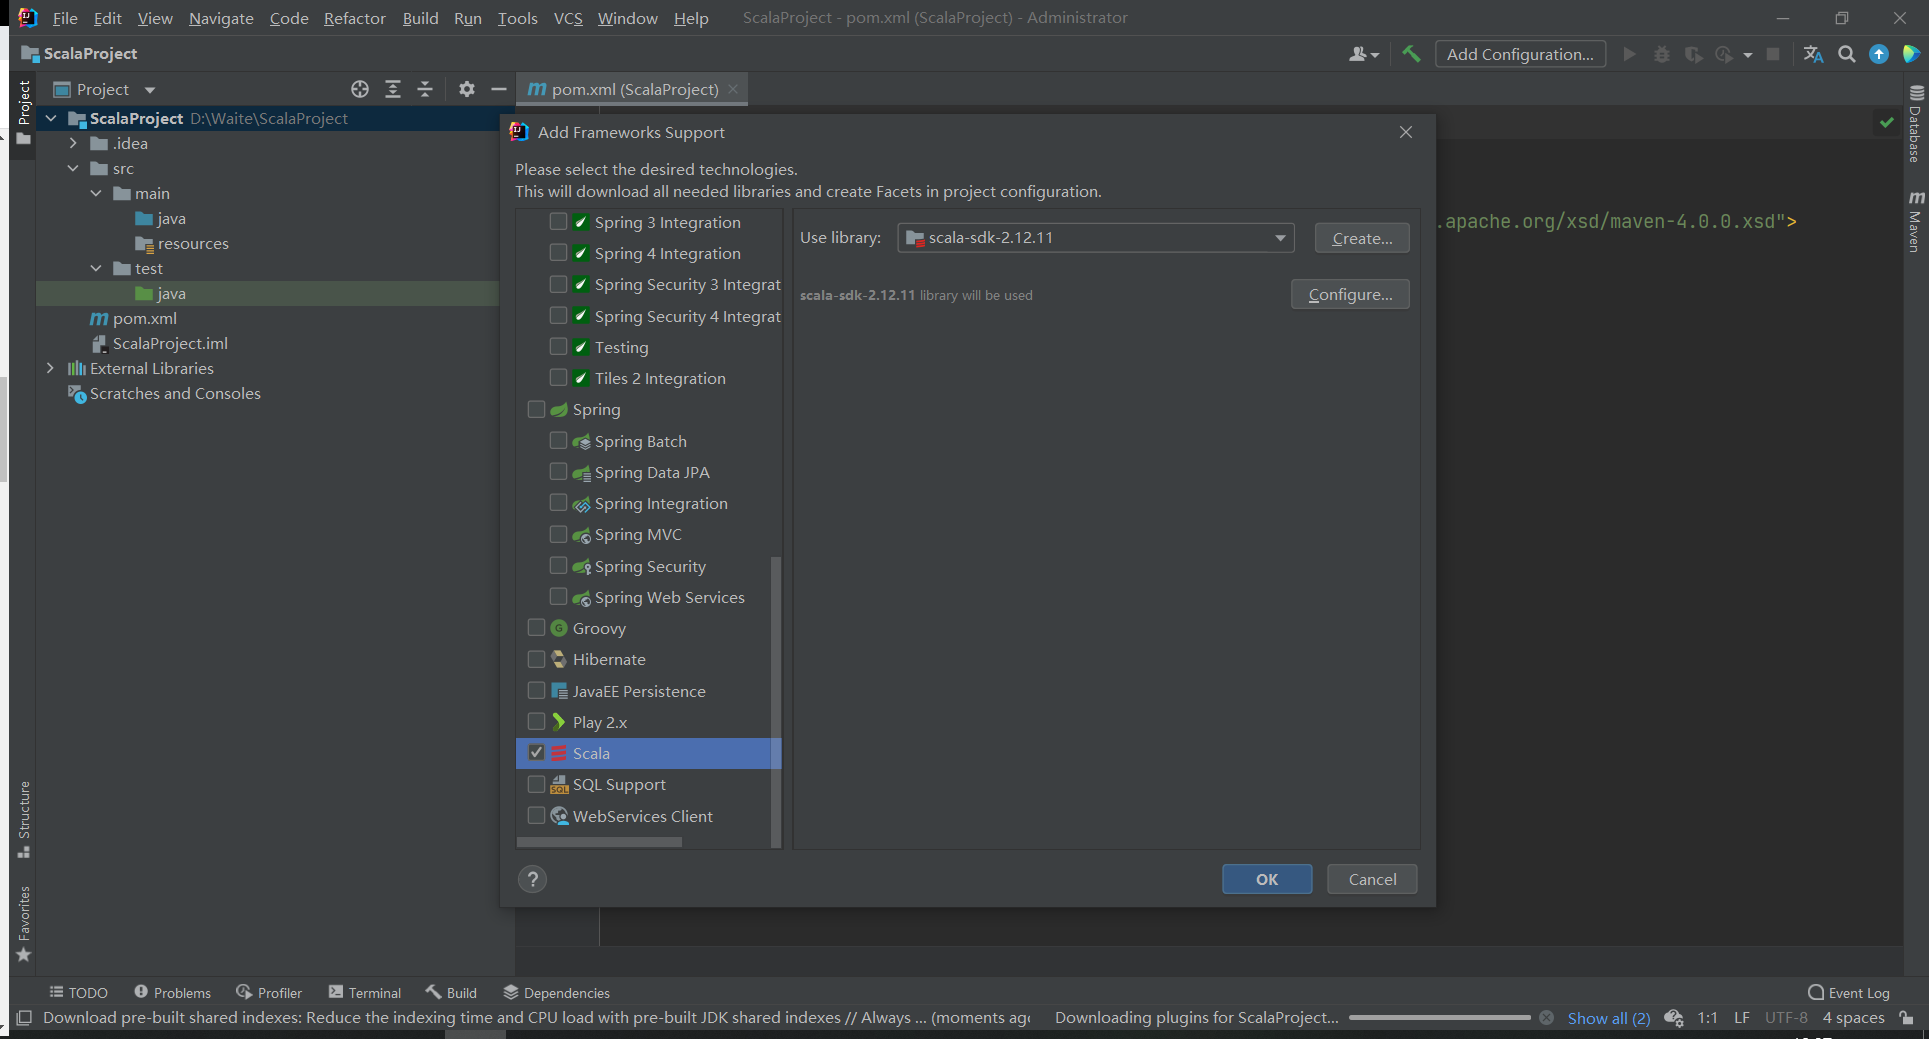 File Edit View Navigate Code Refactor Build Run Tools VCS Window Help ScalaProject - pom.xml (ScalaProject) - Administrator
ScalaProject
Add Configuration...
Project
pom.xml (ScalaProject)
Project
ScalaProject D:\Waite\ScalaProject
.idea
src
main
java
resources
test
java
pom.xml
ScalaProject.iml
External Libraries
Scratches and Consoles
Structure
Favorites
Add Frameworks Support
Please select the desired technologies.
This will download all needed libraries and create Facets in project configuration.
Spring 3 Integration
Spring 4 Integration
Spring Security 3 Integrat
Spring Security 4 Integrat
Testing
Tiles 2 Integration
Spring
Spring Batch
Spring Data JPA
Spring Integration
Spring MVC
Spring Security
Spring Web Services
Groovy
Hibernate
JavaEE Persistence
Play 2.x
Scala
SQL Support
WebServices Client
Use library:
scala-sdk-2.12.11
Create...
scala-sdk-2.12.11 library will be used
Configure...
?
OK
Cancel
.apache.org/xsd/maven-4.0.0.xsd">
Database
Maven
TODO Problems Profiler Terminal Build Dependencies Event Log
Download pre-built shared indexes: Reduce the indexing time and CPU load with pre-built JDK shared indexes // Always ... (moments ago Downloading plugins for ScalaProject... Show all (2) 1:1 LF UTF-8 4 spaces